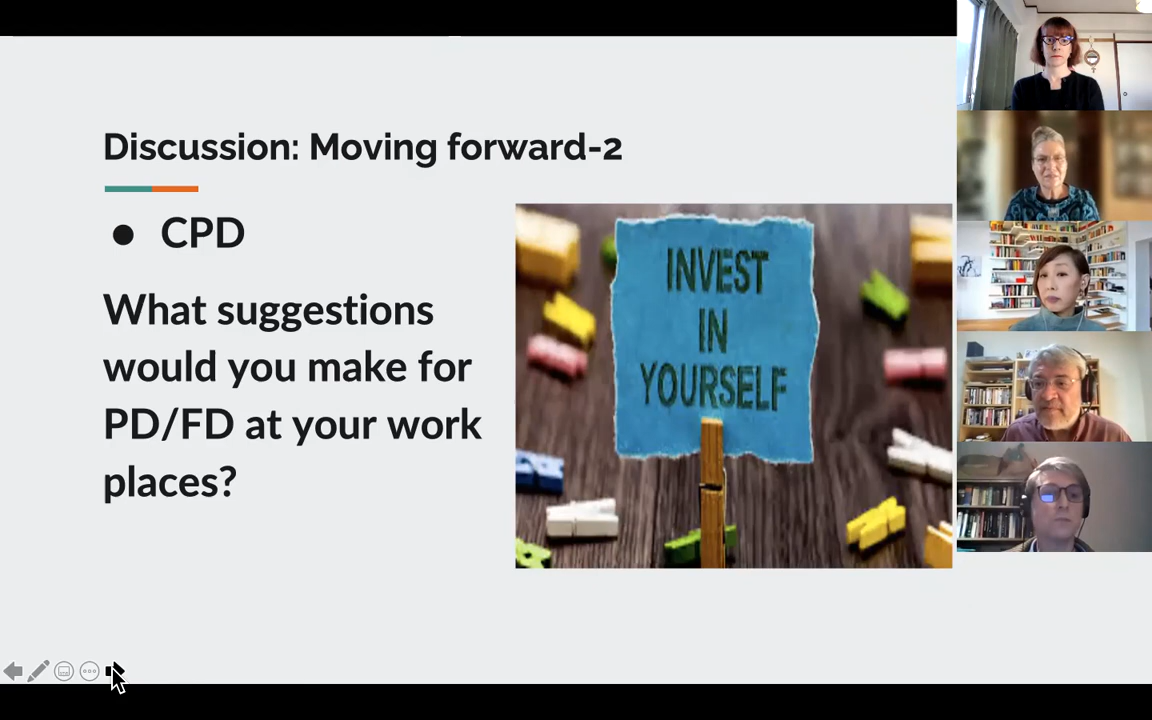 Discussion: Moving forward-2
● CPD
What suggestions
would you make for
PD/FD at your work
places?
INVEST
IN
YOURSELF